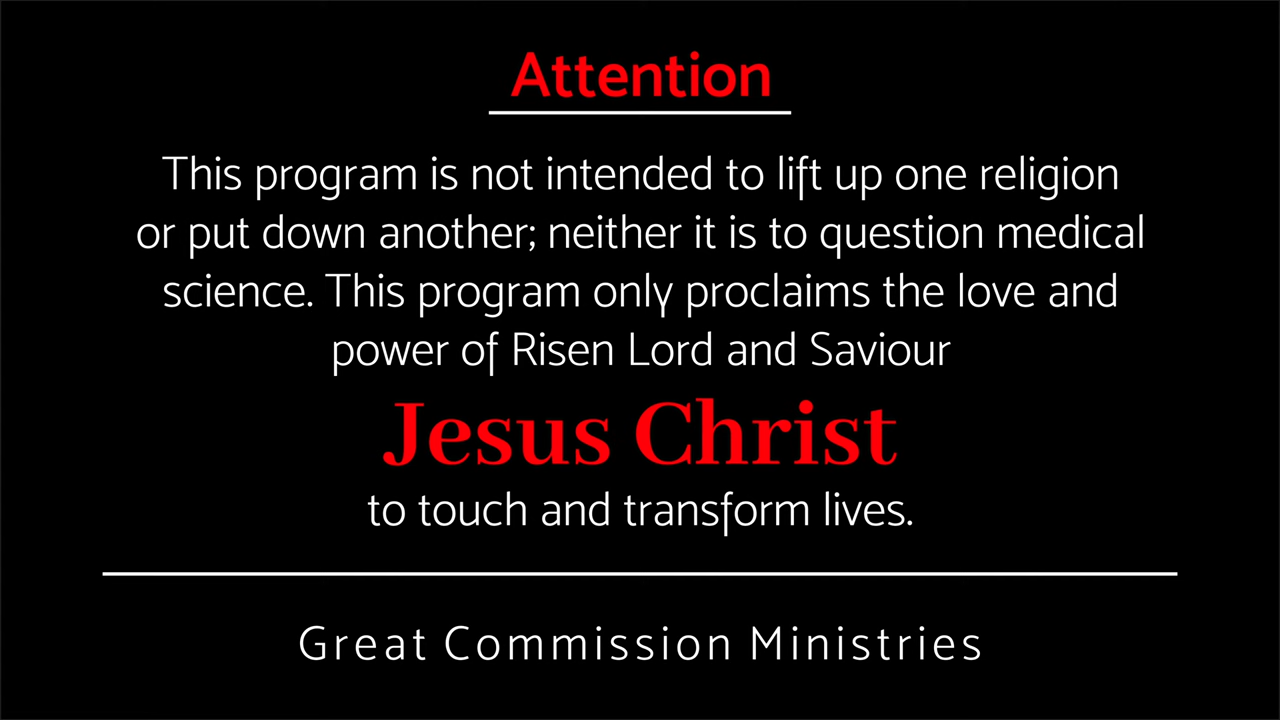 Attention
This program is not intended to lift up one religion
or put down another; neither it is to question medical
science. This program only proclaims the love and
power of Risen Lord and Saviour
Jesus Christ
to touch and transform lives.
Great Commission Ministries